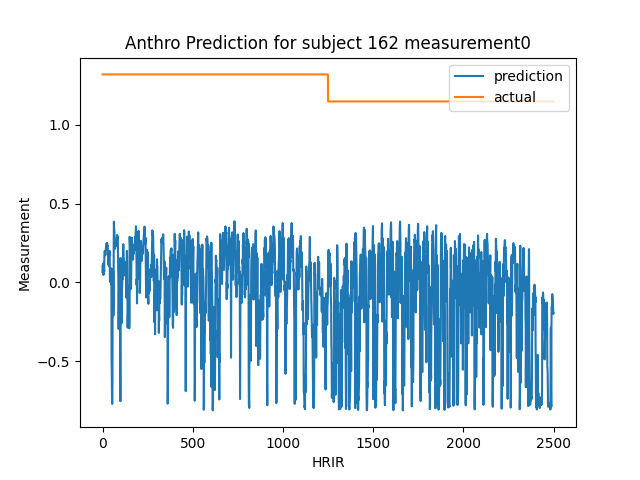 Anthro Prediction for subject 162 measurement0
prediction
actual
Measurement
1.0
0.5
0.0
−0.5
0
500
1000
1500
2000
2500
HRIR